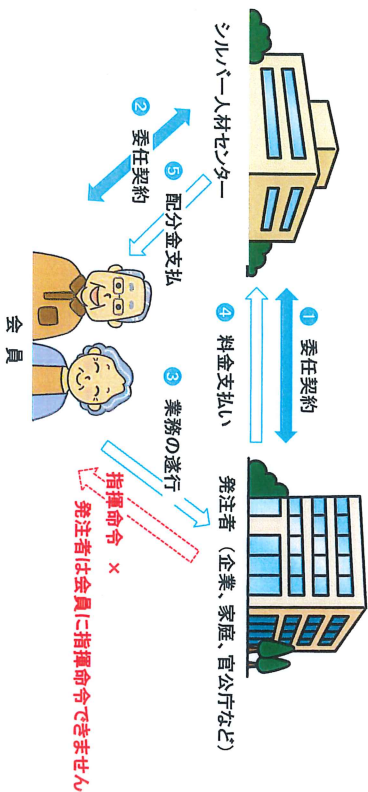 シルバー人材センター
❶ 委任契約
❹ 料金支払い
発注者（企業、家庭、官公庁など）
❷ 委任契約
❺ 配分金支払
❸ 業務の遂行
指揮命令 ×
発注者は会員に指揮命令できません
会員